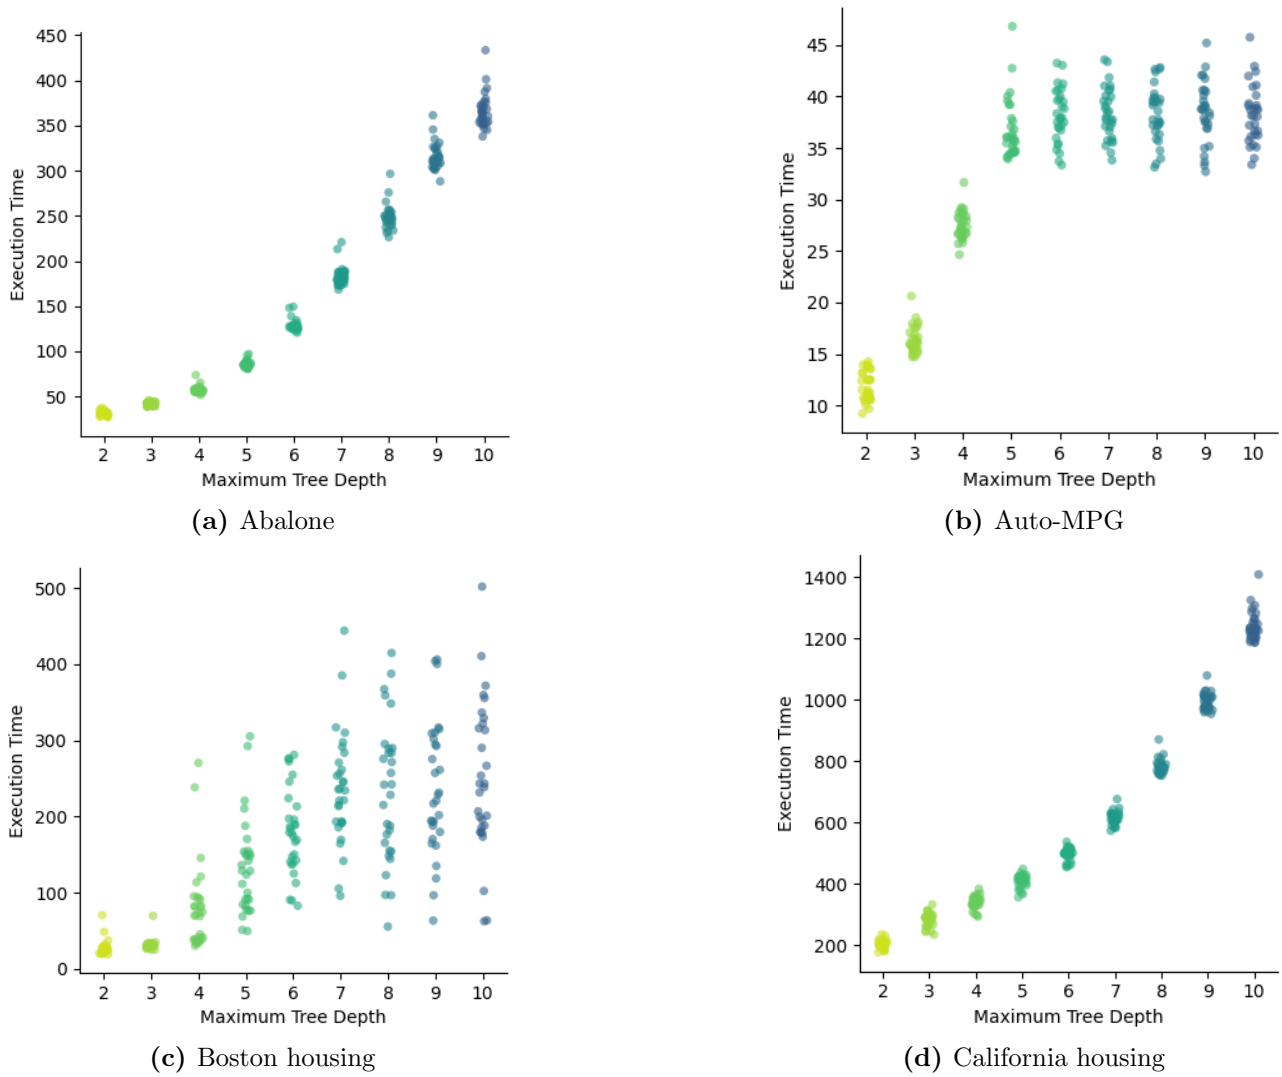 450
400
350
300
250
200
150
100
50
Execution Time
2 3 4 5 6 7 8 9 10
Maximum Tree Depth
(a) Abalone
45
40
35
30
25
20
15
10
Execution Time
2 3 4 5 6 7 8 9 10
Maximum Tree Depth
(b) Auto-MPG
500
400
300
200
100
0
Execution Time
2 3 4 5 6 7 8 9 10
Maximum Tree Depth
(c) Boston housing
1400
1200
1000
800
600
400
200
Execution Time
2 3 4 5 6 7 8 9 10
Maximum Tree Depth
(d) California housing